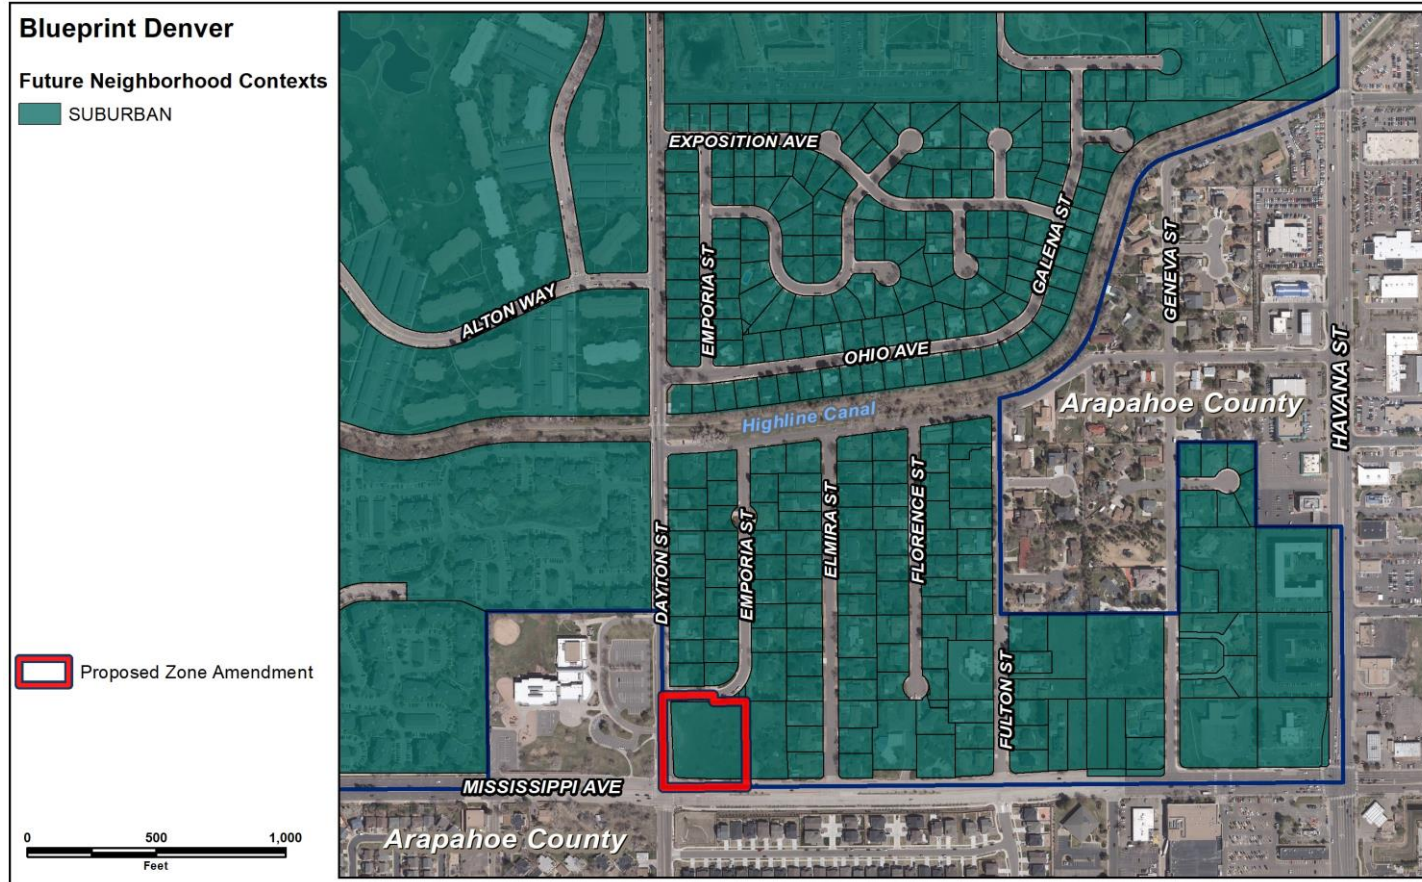 Blueprint Denver
Future Neighborhood Contexts
SUBURBAN
Proposed Zone Amendment
0 500 1,000
Feet
EXPOSITION AVE
GALENA ST
GENEVA ST
EMPORIA ST
ALTON WAY
OHIO AVE
HAVANA ST
Arapahoe County
Highline Canal
DAYTON ST
EMPORIA ST
ELMIRA ST
FLORENCE ST
FULTON ST
MISSISSIPPI AVE
Arapahoe County